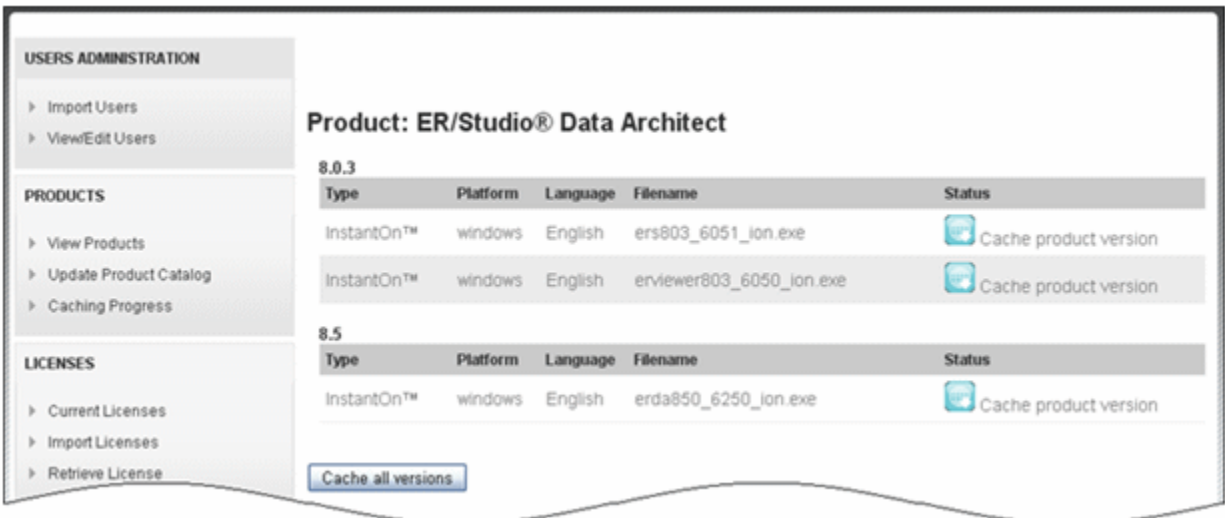 USERS ADMINISTRATION
Import Users
View/Edit Users
PRODUCTS
View Products
Update Product Catalog
Caching Progress
LICENSES
Current Licenses
Import Licenses
Retrieve License
Product: ER/Studio® Data Architect
8.0.3
Type Platform Language Filename Status
InstantOn™ windows English ers803_6051_ion.exe Cache product version
InstantOn™ windows English erviewer803_6050_ion.exe Cache product version
8.5
Type Platform Language Filename Status
InstantOn™ windows English erda850_6250_ion.exe Cache product version
Cache all versions